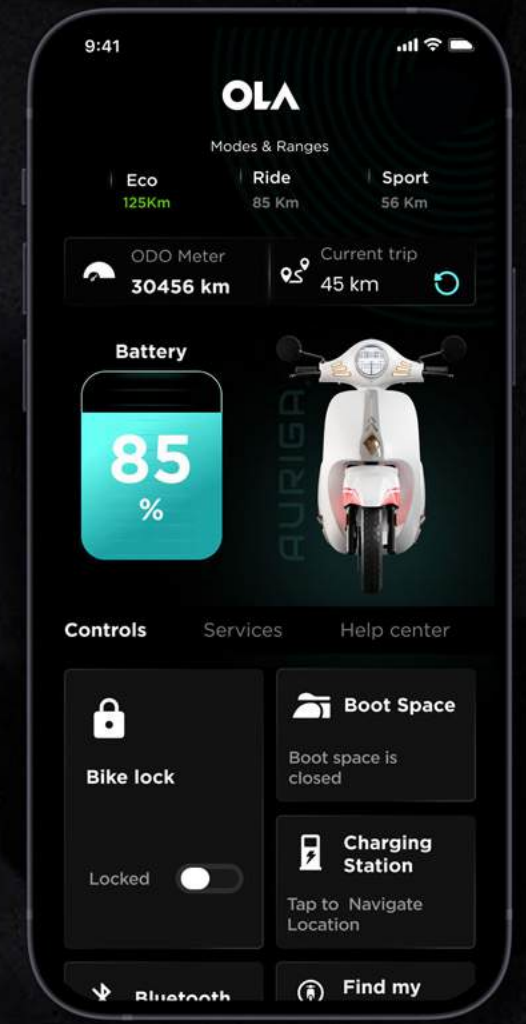 9:41
OLA
Modes & Ranges
Eco Ride Sport
125Km 85 Km 56 Km
ODO Meter
30456 km
Current trip
45 km
Battery
85
%
AURIGA.
Controls Services Help center
Bike lock
Locked
Boot Space
Boot space is
closed
Charging
Station
Tap to Navigate
Location
Bluetooth
Find my